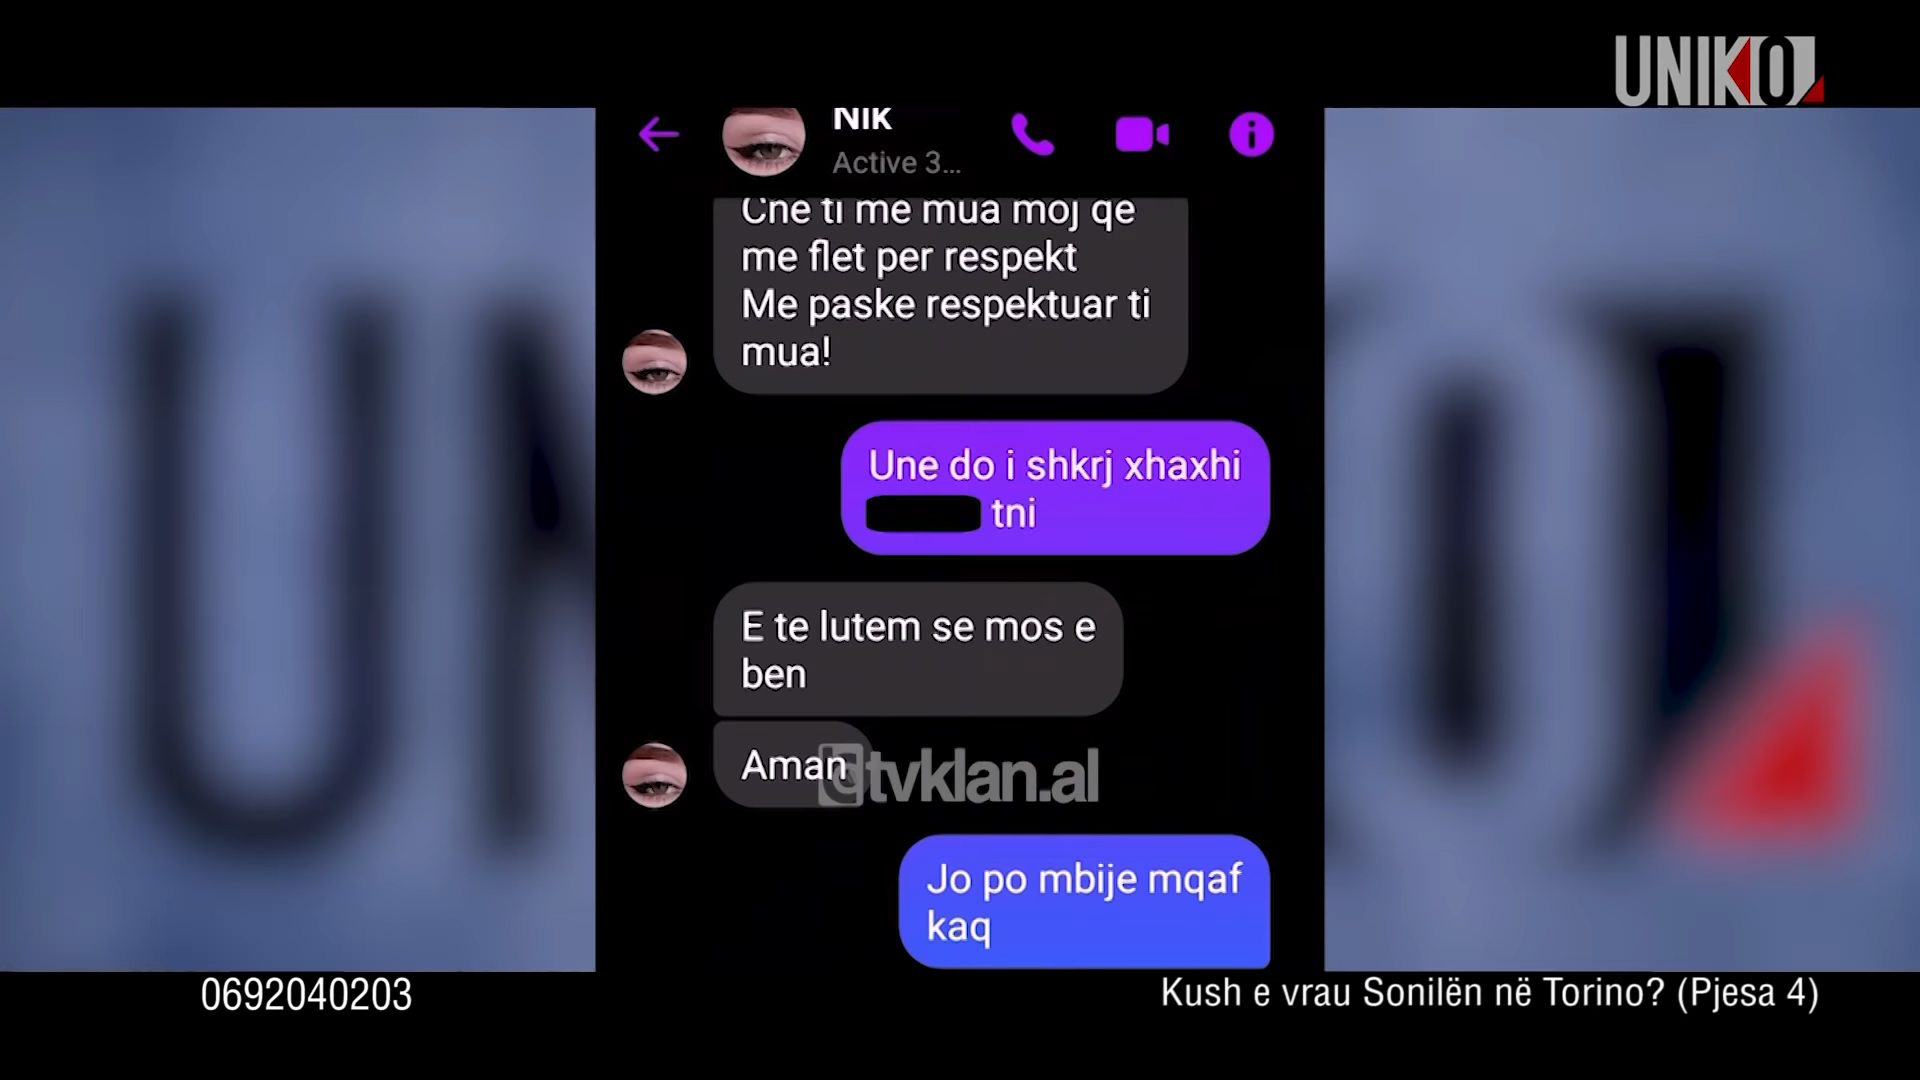 UNIKO
NIK
Active 3...
Cne ti me mua moj qe
me flet per respekt
Me paske respektuar ti
mua!
Une do i shkrj xhaxhi
tni
E te lutem se mos e
ben
Aman
tvklan.al
Jo po mbije mqaf
kaq
0692040203
Kush e vrau Sonilën në Torino? (Pjesa 4)